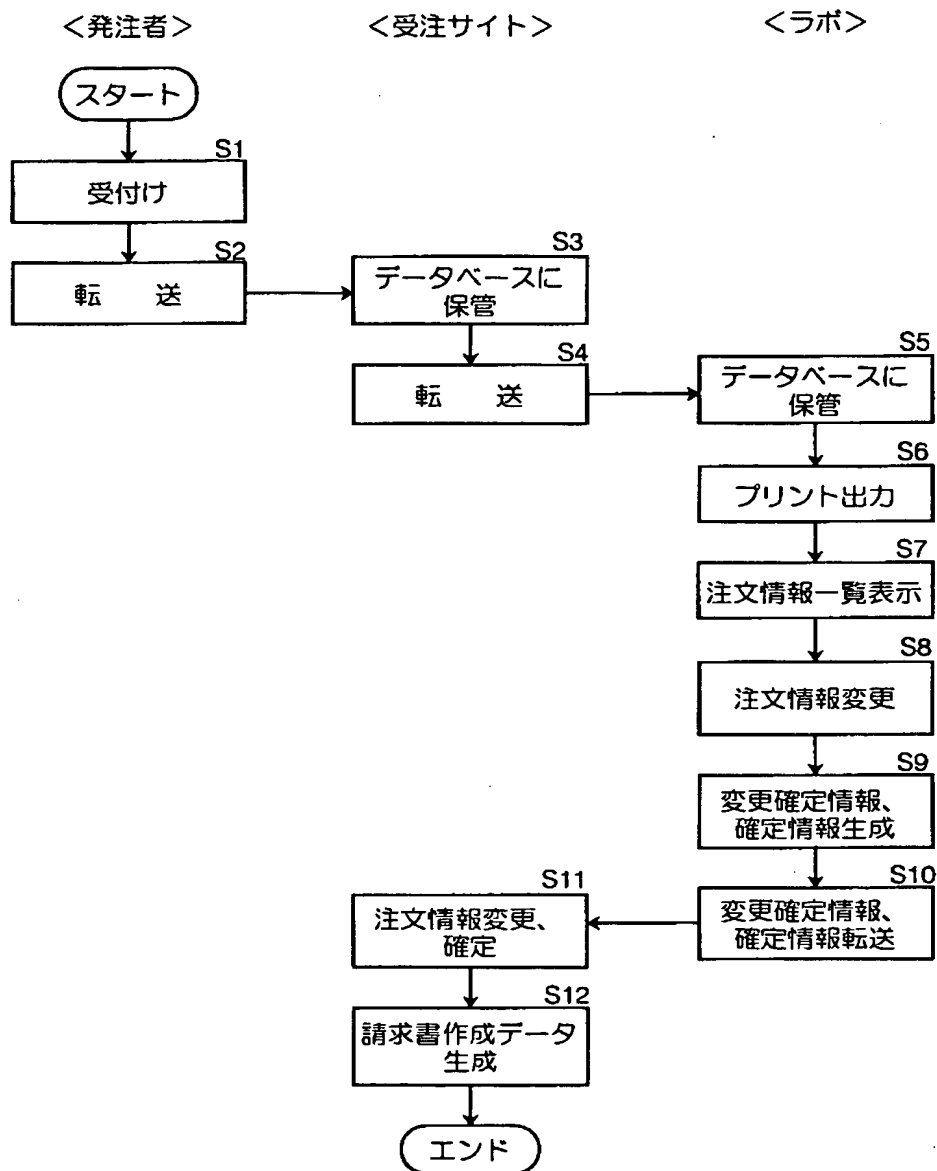 <発注者>
<受注サイト>
<ラボ>
スタート
S1
受付け
S2
転 送
S3
データベースに
保管
S4
転 送
S5
データベースに
保管
S6
プリント出力
S7
注文情報一覧表示
S8
注文情報変更
S9
変更確定情報、
確定情報生成
S10
変更確定情報、
確定情報転送
S11
注文情報変更、
確定
S12
請求書作成データ
生成
エンド